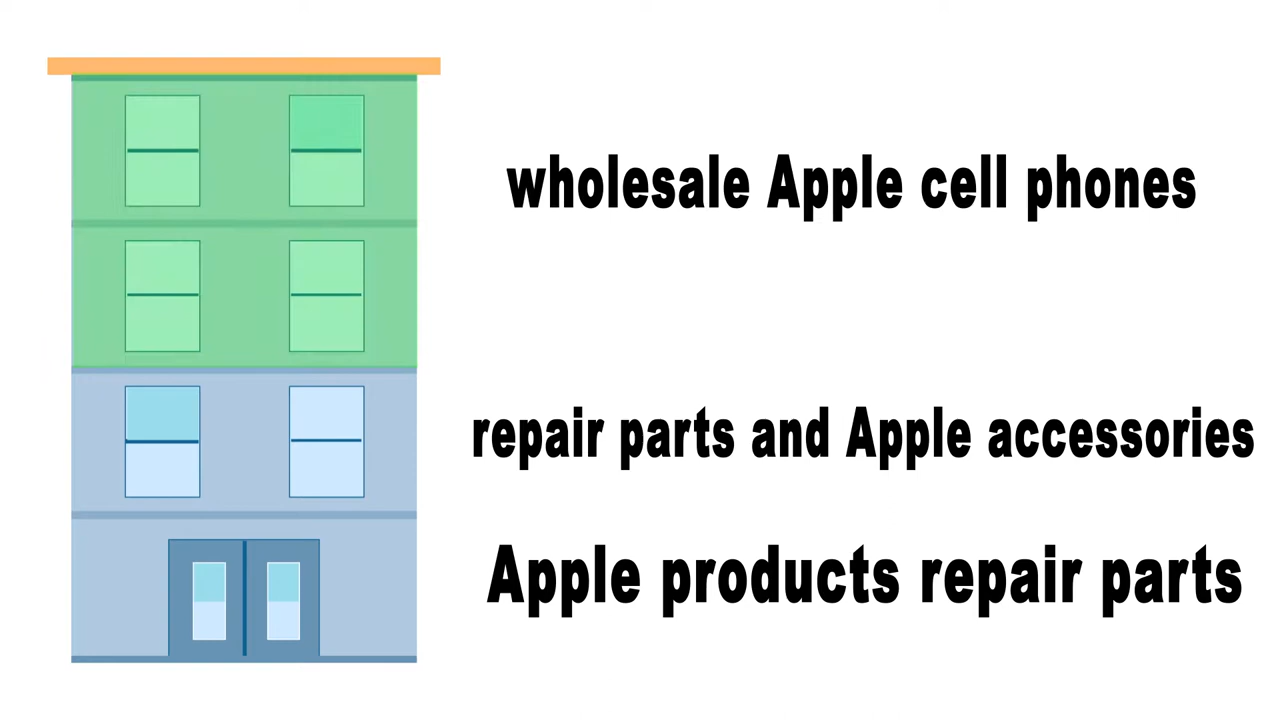 wholesale Apple cell phones
repair parts and Apple accessories
Apple products repair parts